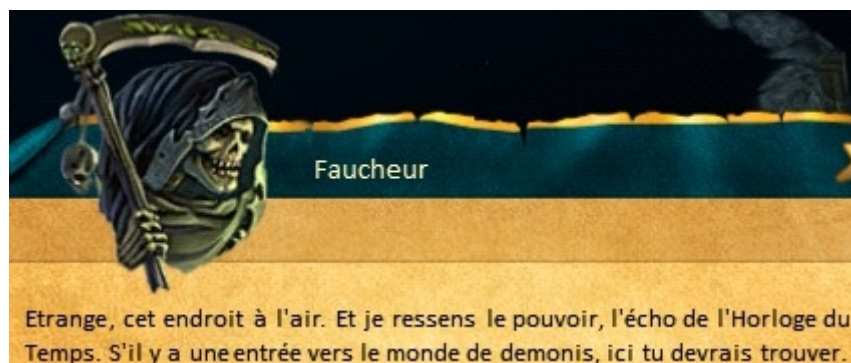 Faucheur
Etrange, cet endroit à l'air. Et je ressens le pouvoir, l'écho de l'Horloge du
Temps. S'il y a une entrée vers le monde de demonis, ici tu devrais trouver.